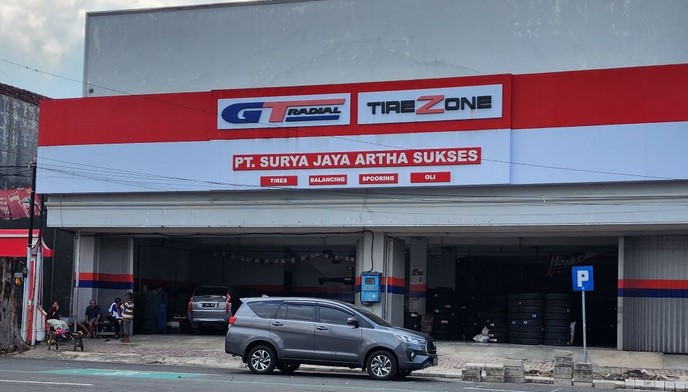 GT RADIAL TIREZONE
PT. SURYA JAYA ARTHA SUKSES
TIRES BALANCING SPOORING OLI
P